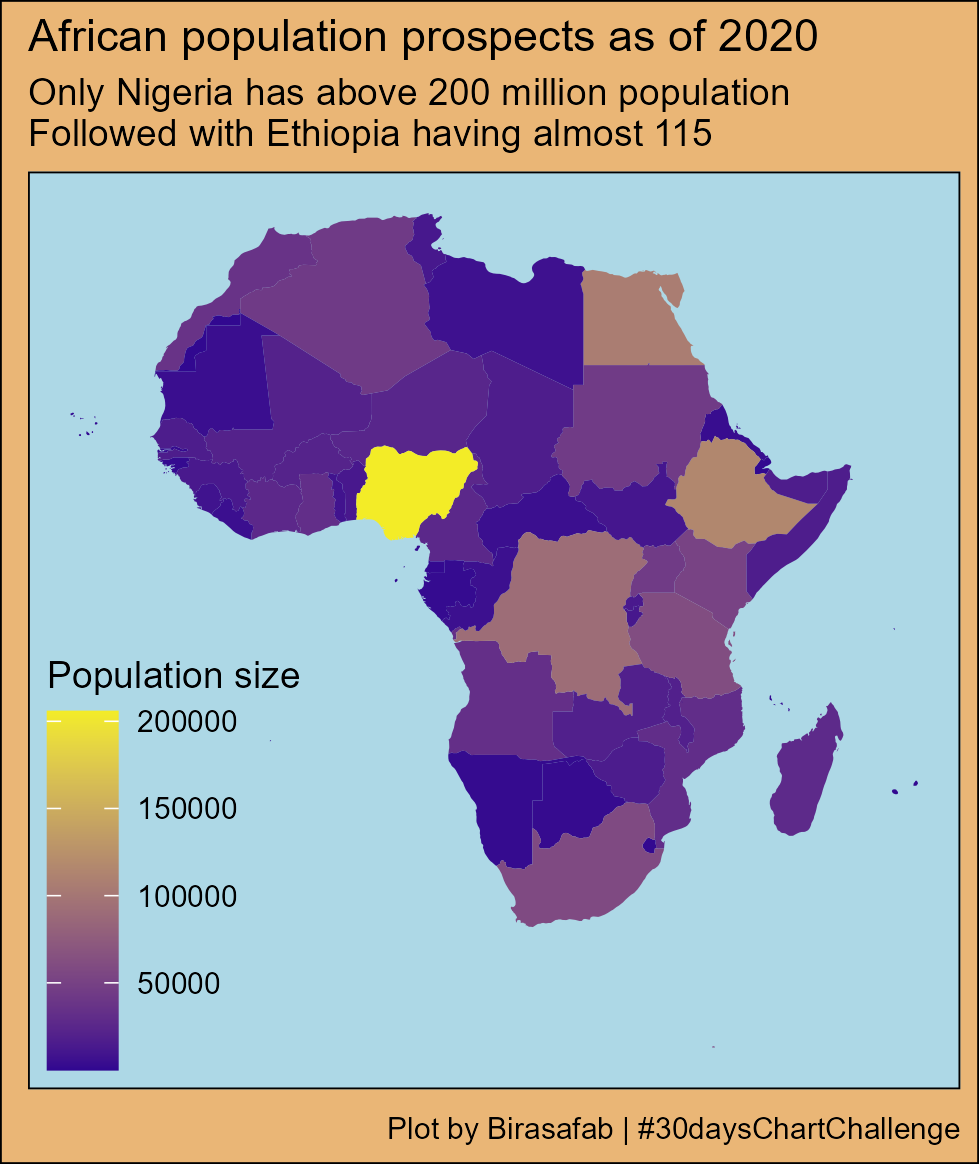 African population prospects as of 2020
Only Nigeria has above 200 million population
Followed with Ethiopia having almost 115
Population size
200000
150000
100000
50000
Plot by Birasafab | #30daysChartChallenge